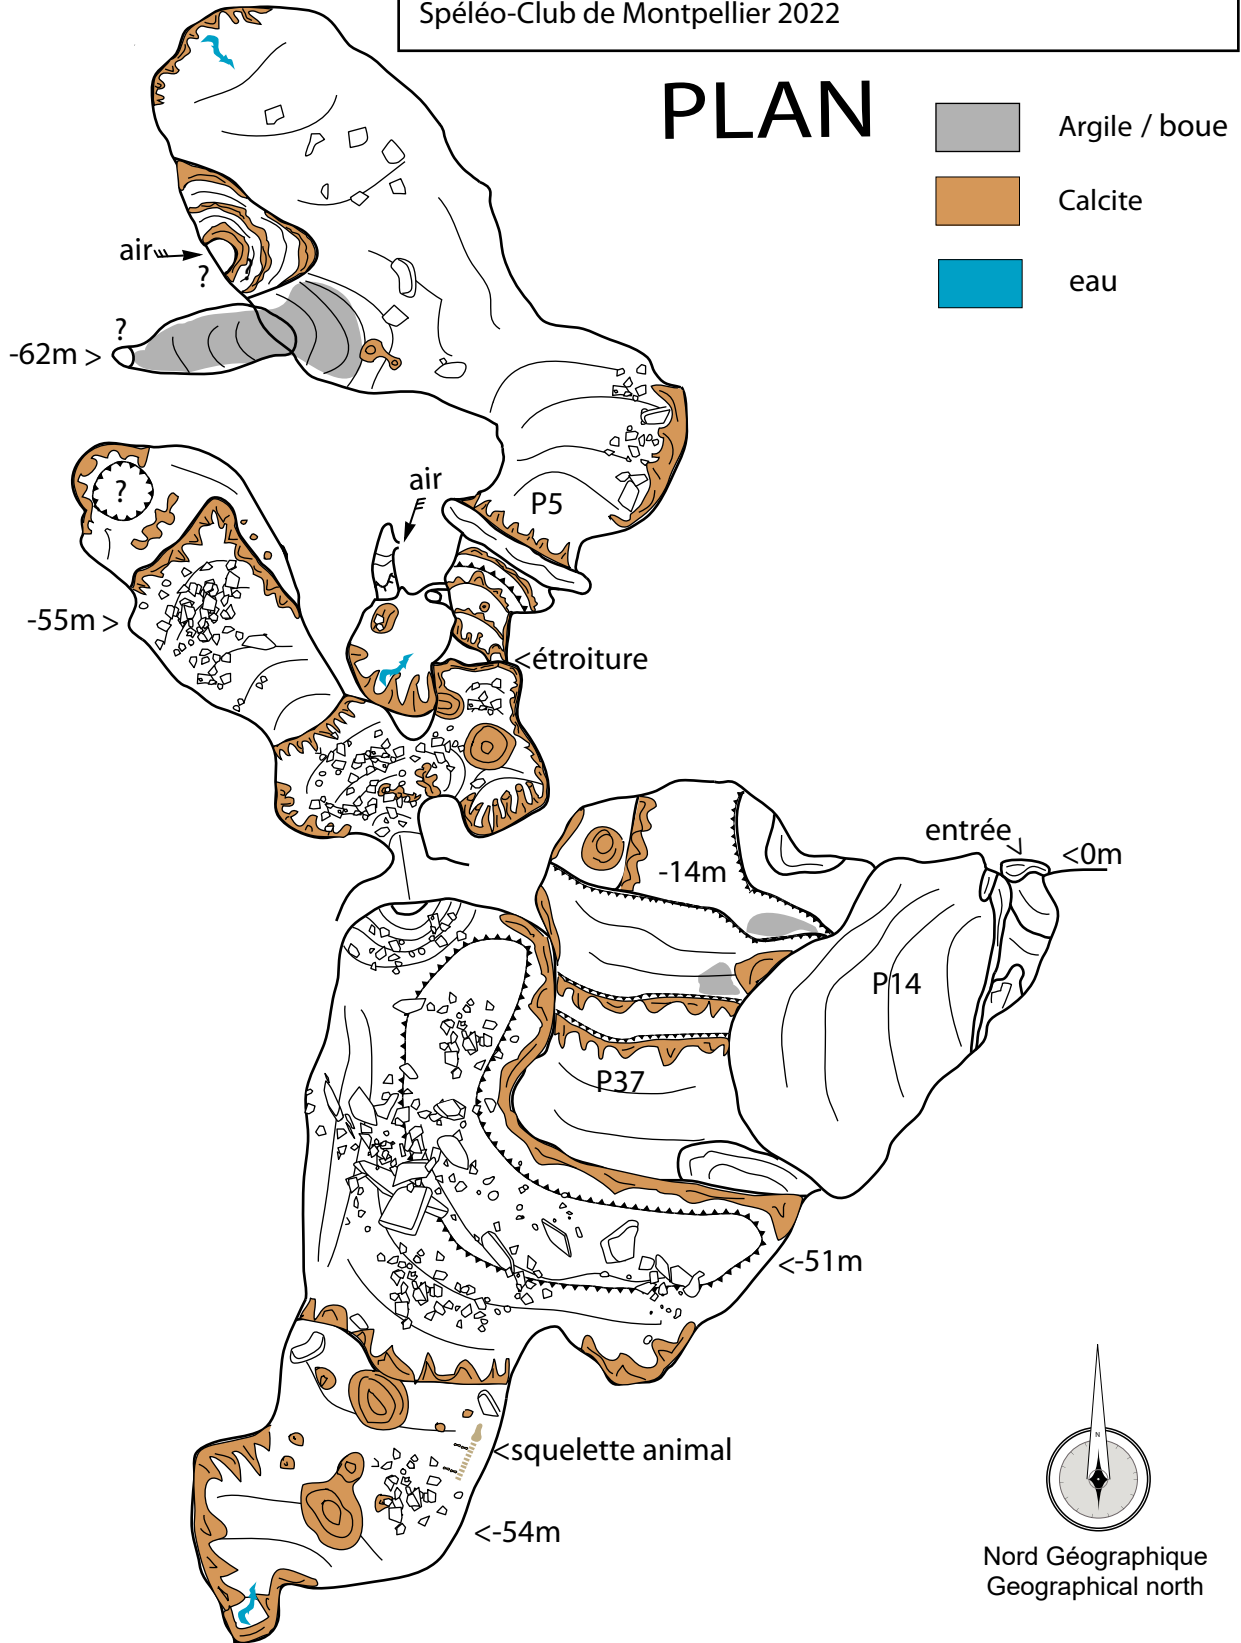 Spéléo-Club de Montpellier 2022
PLAN
Argile / boue
Calcite
eau
air
?
?
-62m >
?
air
P5
-55m >
<étroiture
entrée
<0m
-14m
P14
P37
<-51m
<squelette animal
<-54m
N
Nord Géographique
Geographical north